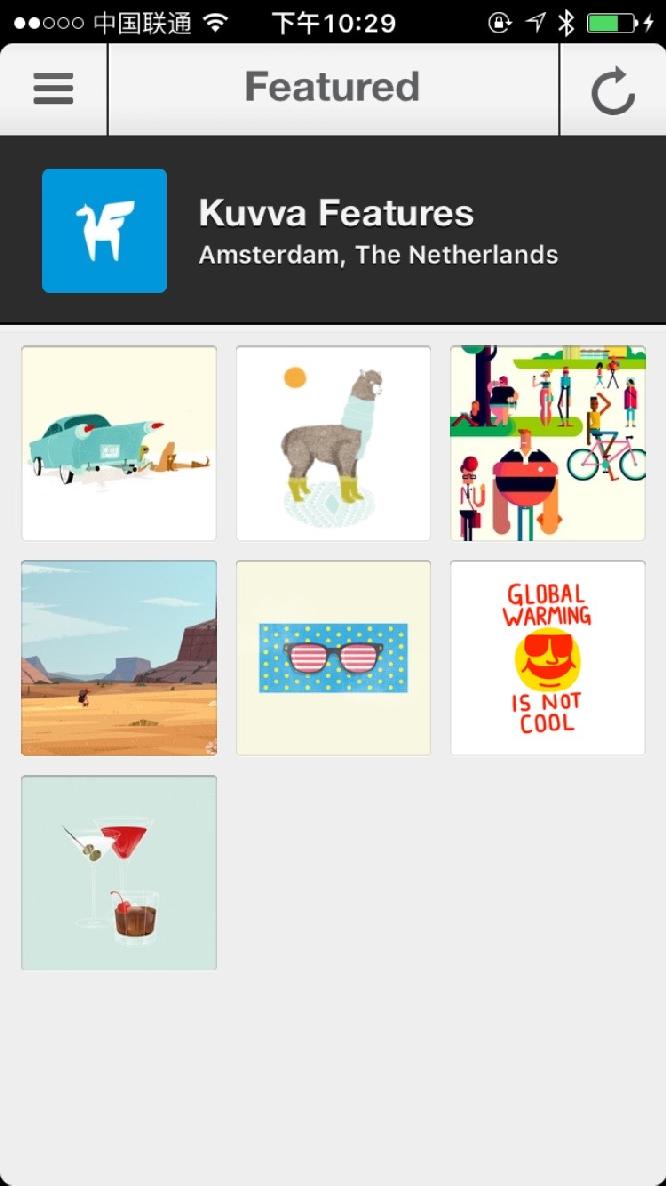 中国联通 下午10:29
Featured
Kuvva Features
Amsterdam, The Netherlands
GLOBAL
WARMING
IS NOT
COOL